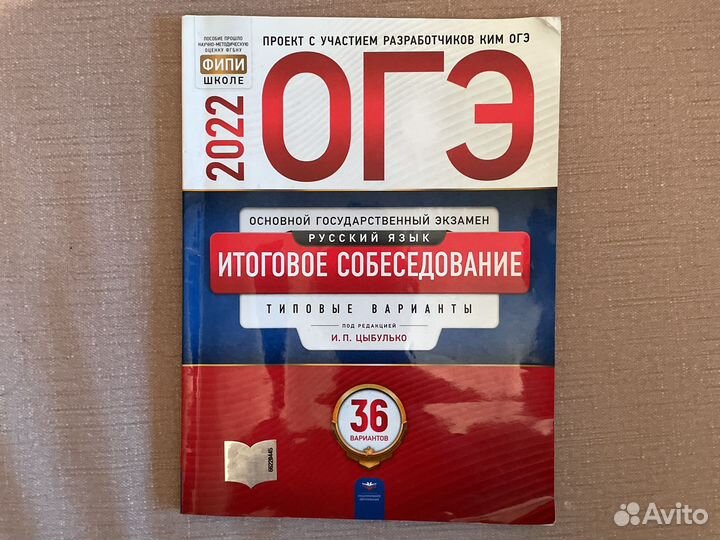 ПРОЕКТ С УЧАСТИЕМ РАЗРАБОТЧИКОВ КИМ ОГЭ
ПОСОБИЕ ПРОШЛО
НАУЧНО-МЕТОДИЧЕСКУЮ
ОЦЕНКУ ФГБНУ
ФИПИ
ШКОЛЕ
2022
ОГЭ
ОСНОВНОЙ ГОСУДАРСТВЕННЫЙ ЭКЗАМЕН
РУССКИЙ ЯЗЫК
ИТОГОВОЕ СОБЕСЕДОВАНИЕ
ТИПОВЫЕ ВАРИАНТЫ
ПОД РЕДАКЦИЕЙ
И. П. ЦЫБУЛЬКО
36
ВАРИАНТОВ
Avito